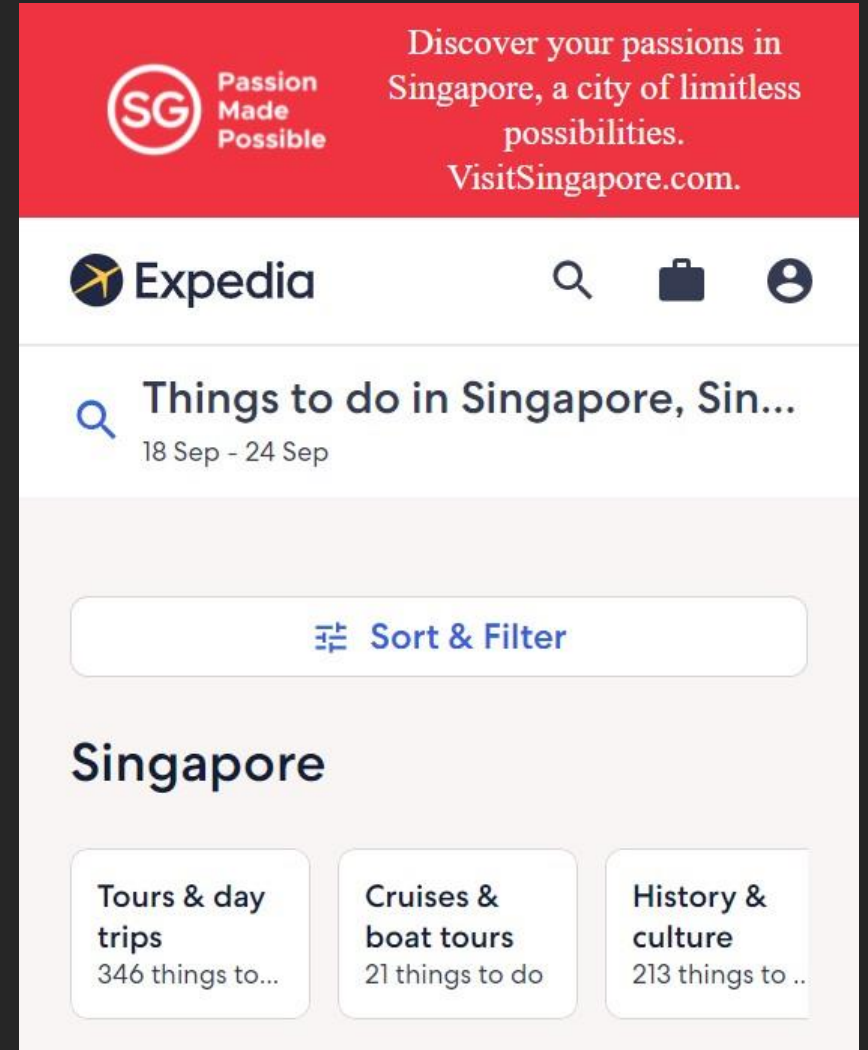 SG
Passion
Made
Possible
Discover your passions in
Singapore, a city of limitless
possibilities.
VisitSingapore.com.
Expedia
Things to do in Singapore, Sin...
18 Sep - 24 Sep
Sort & Filter
Singapore
Tours & day
trips
346 things to...
Cruises &
boat tours
21 things to do
History &
culture
213 things to ..